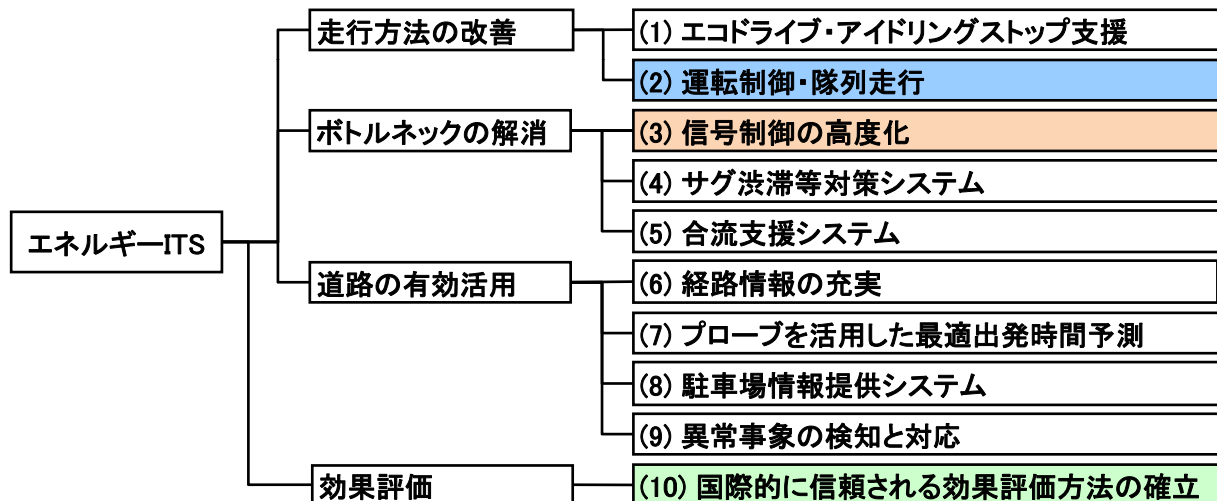 エネルギーITS
走行方法の改善
(1) エコドライブ・アイドリングストップ支援
(2) 運転制御・隊列走行
ボトルネックの解消
(3) 信号制御の高度化
(4) サグ渋滞等対策システム
(5) 合流支援システム
道路の有効活用
(6) 経路情報の充実
(7) プローブを活用した最適出発時間予測
(8) 駐車場情報提供システム
(9) 異常事象の検知と対応
効果評価
(10) 国際的に信頼される効果評価方法の確立